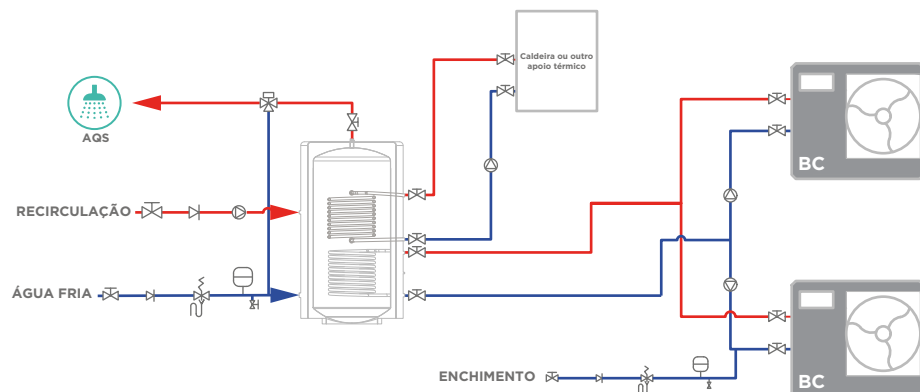 Caldeira ou outro
apoio térmico
AQS
BC
RECIRCULAÇÃO
ÁGUA FRIA
ENCHIMENTO
BC